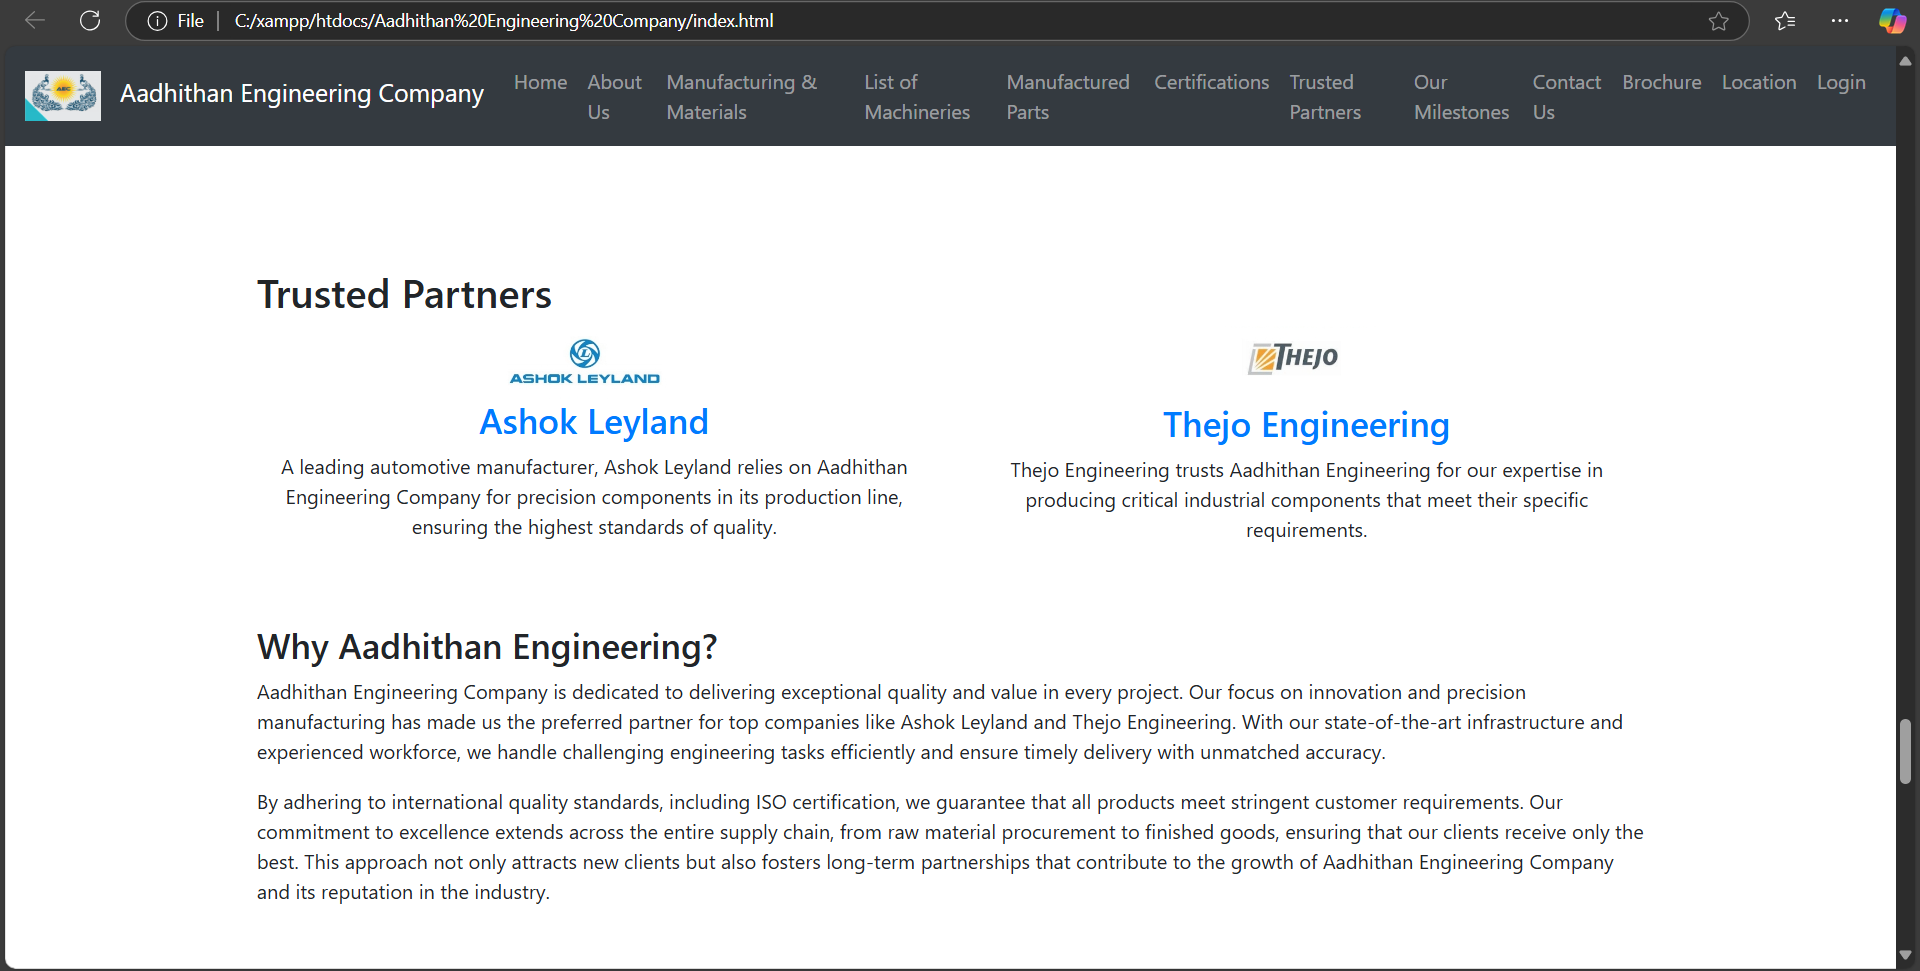 File
C:/xampp/htdocs/Aadhithan%20Engineering%20Company/index.html
AEC
Aadhithan Engineering Company
Home
About
Us
Manufacturing &
Materials
List of
Machineries
Manufactured
Parts
Certifications
Trusted
Partners
Our
Milestones
Contact
Us
Brochure
Location
Login
Trusted Partners
ASHOK LEYLAND
Ashok Leyland
A leading automotive manufacturer, Ashok Leyland relies on Aadhithan
Engineering Company for precision components in its production line,
ensuring the highest standards of quality.
THEJO
Thejo Engineering
Thejo Engineering trusts Aadhithan Engineering for our expertise in
producing critical industrial components that meet their specific
requirements.
Why Aadhithan Engineering?
Aadhithan Engineering Company is dedicated to delivering exceptional quality and value in every project. Our focus on innovation and precision
manufacturing has made us the preferred partner for top companies like Ashok Leyland and Thejo Engineering. With our state-of-the-art infrastructure and
experienced workforce, we handle challenging engineering tasks efficiently and ensure timely delivery with unmatched accuracy.
By adhering to international quality standards, including ISO certification, we guarantee that all products meet stringent customer requirements. Our
commitment to excellence extends across the entire supply chain, from raw material procurement to finished goods, ensuring that our clients receive only the
best. This approach not only attracts new clients but also fosters long-term partnerships that contribute to the growth of Aadhithan Engineering Company
and its reputation in the industry.